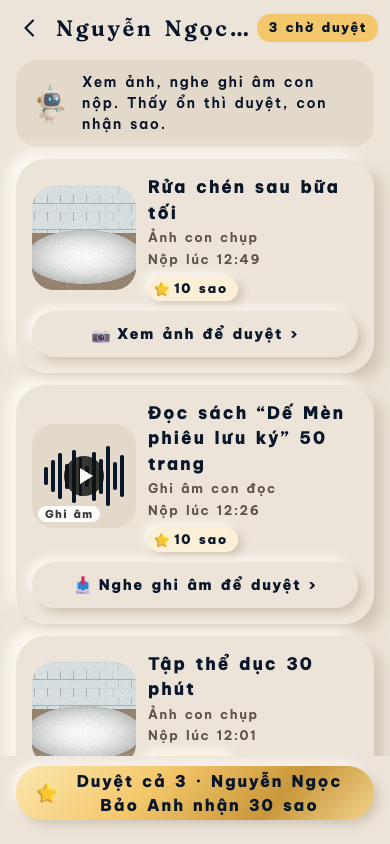 Nguyễn Ngọc...
3 chờ duyệt
Xem ảnh, nghe ghi âm con
nộp. Thấy ổn thì duyệt, con
nhận sao.
Rửa chén sau bữa
tối
Ảnh con chụp
Nộp lúc 12:49
10 sao
Xem ảnh để duyệt ›
Đọc sách “Dế Mèn
phiêu lưu ký” 50
trang
Ghi âm con đọc
Nộp lúc 12:26
Ghi âm
10 sao
Nghe ghi âm để duyệt ›
Tập thể dục 30
phút
Ảnh con chụp
Nộp lúc 12:01
Duyệt cả 3 · Nguyễn Ngọc
Bảo Anh nhận 30 sao